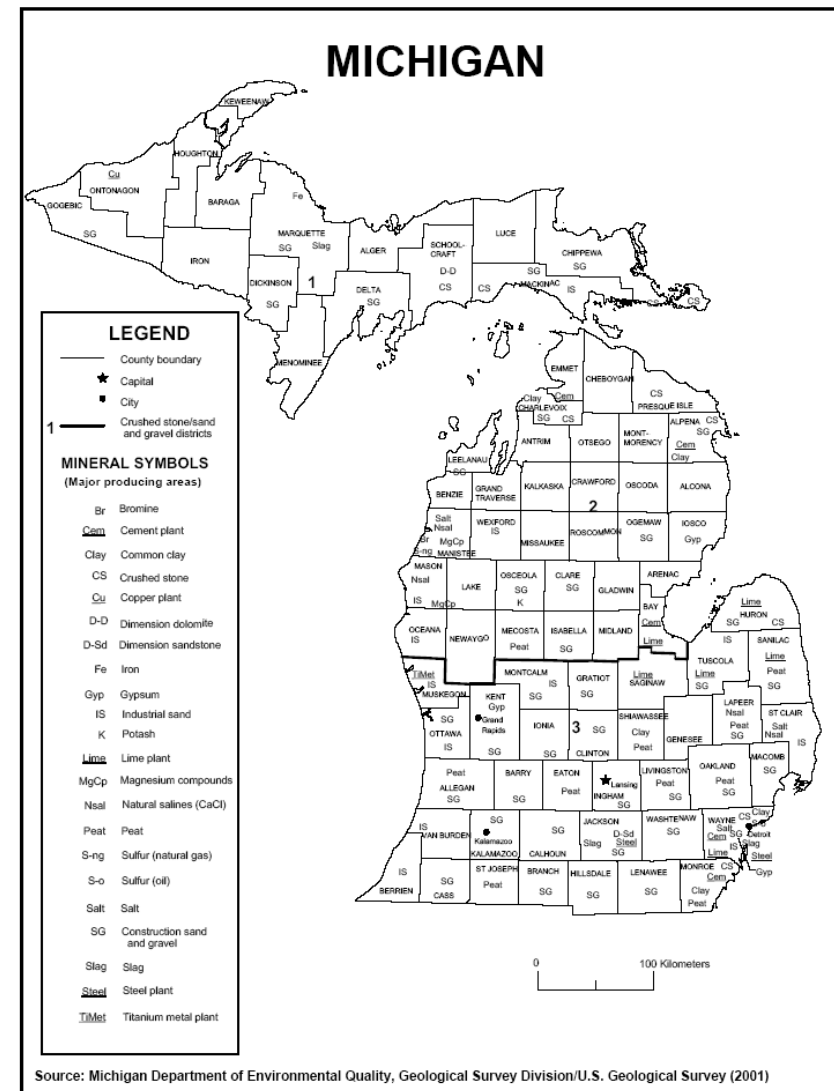 MICHIGAN
KEWEENAW
HOUGHTON
Cu
ONTONAGON
GOGEBIC
SG
BARAGA
Fe
MARQUETTE
SG Slag
IRON
DICKINSON
SG
1
ALGER
DELTA
SG
SCHOOL-
CRAFT
D-D
CS
LUCE
CHIPPEWA
SG
SG
MACKINAC
CS
IS
CS
CS
MENOMINEE
LEGEND
County boundary
Capital
City
1 Crushed stone/sand
and gravel districts
MINERAL SYMBOLS
(Major producing areas)
Br Bromine
Cem Cement plant
Clay Common clay
CS Crushed stone
Cu Copper plant
D-D Dimension dolomite
D-Sd Dimension sandstone
Fe Iron
Gyp Gypsum
IS Industrial sand
K Potash
Lime Lime plant
MgCp Magnesium compounds
Nsal Natural salines (CaCl)
Peat Peat
S-ng Sulfur (natural gas)
S-o Sulfur (oil)
Salt Salt
SG Construction sand
and gravel
Slag Slag
Steel Steel plant
TiMet Titanium metal plant
EMMET
CHEBOYGAN
CS
PRESQUE ISLE
Clay Cem
CHARLEVOIX
SG CS
ANTRIM
OTSEGO
MONT-
MORENCY
ALPENA CS
SG
Cem
Clay
LEELANAU
SG
BENZIE
GRAND
TRAVERSE
KALKASKA
CRAWFORD
2
OSCODA
ALCONA
Salt
Nsal
Br MgCp
S-ng MANISTEE
WEXFORD
IS
MISSAUKEE
ROSCOMMON
OGEMAW
SG
IOSCO
Gyp
MASON
Nsal
IS MgCp
LAKE
OSCEOLA
SG
K
CLARE
SG
GLADWIN
ARENAC
BAY
Cem
Lime
Lime
HURON
SG CS
OCEANA
IS
NEWAYGO
MECOSTA
Peat
ISABELLA
SG
MIDLAND
IS
TUSCOLA
Lime
SG
SANILAC
Lime
Peat
SG
TiMet
IS
MUSKEGON
MONTCALM
IS
SG
GRATIOT
SG
Lime
SAGINAW
KENT
Gyp
Grand
Rapids
SG
SG
OTTAWA
IS
IONIA
SG
3
SG
CLINTON
SHIAWASSEE
Clay
Peat
GENESEE
LAPEER
Nsal
Peat
SG
ST CLAIR
Salt
Nsal
IS
Peat
ALLEGAN
SG
BARRY
SG
EATON
Peat
Lansing
INGHAM
SG
LIVINGSTON
Peat
SG
OAKLAND
Peat
SG
MACOMB
SG
IS
VAN BURDEN
SG
Kalamazoo
KALAMAZOO
SG
CALHOUN
JACKSON
D-Sd
Slag Steel
SG
WASHTENAW
SG
WAYNE CS Clay
Salt S-o
Cem SG Detroit
IS Slag
Lime Steel
Gyp
IS
BERRIEN
SG
CASS
ST JOSEPH
Peat
BRANCH
SG
HILLSDALE
SG
LENAWEE
SG
MONROE CS
Cem
Clay
Peat
0 100 Kilometers
Source: Michigan Department of Environmental Quality, Geological Survey Division/U.S. Geological Survey (2001)